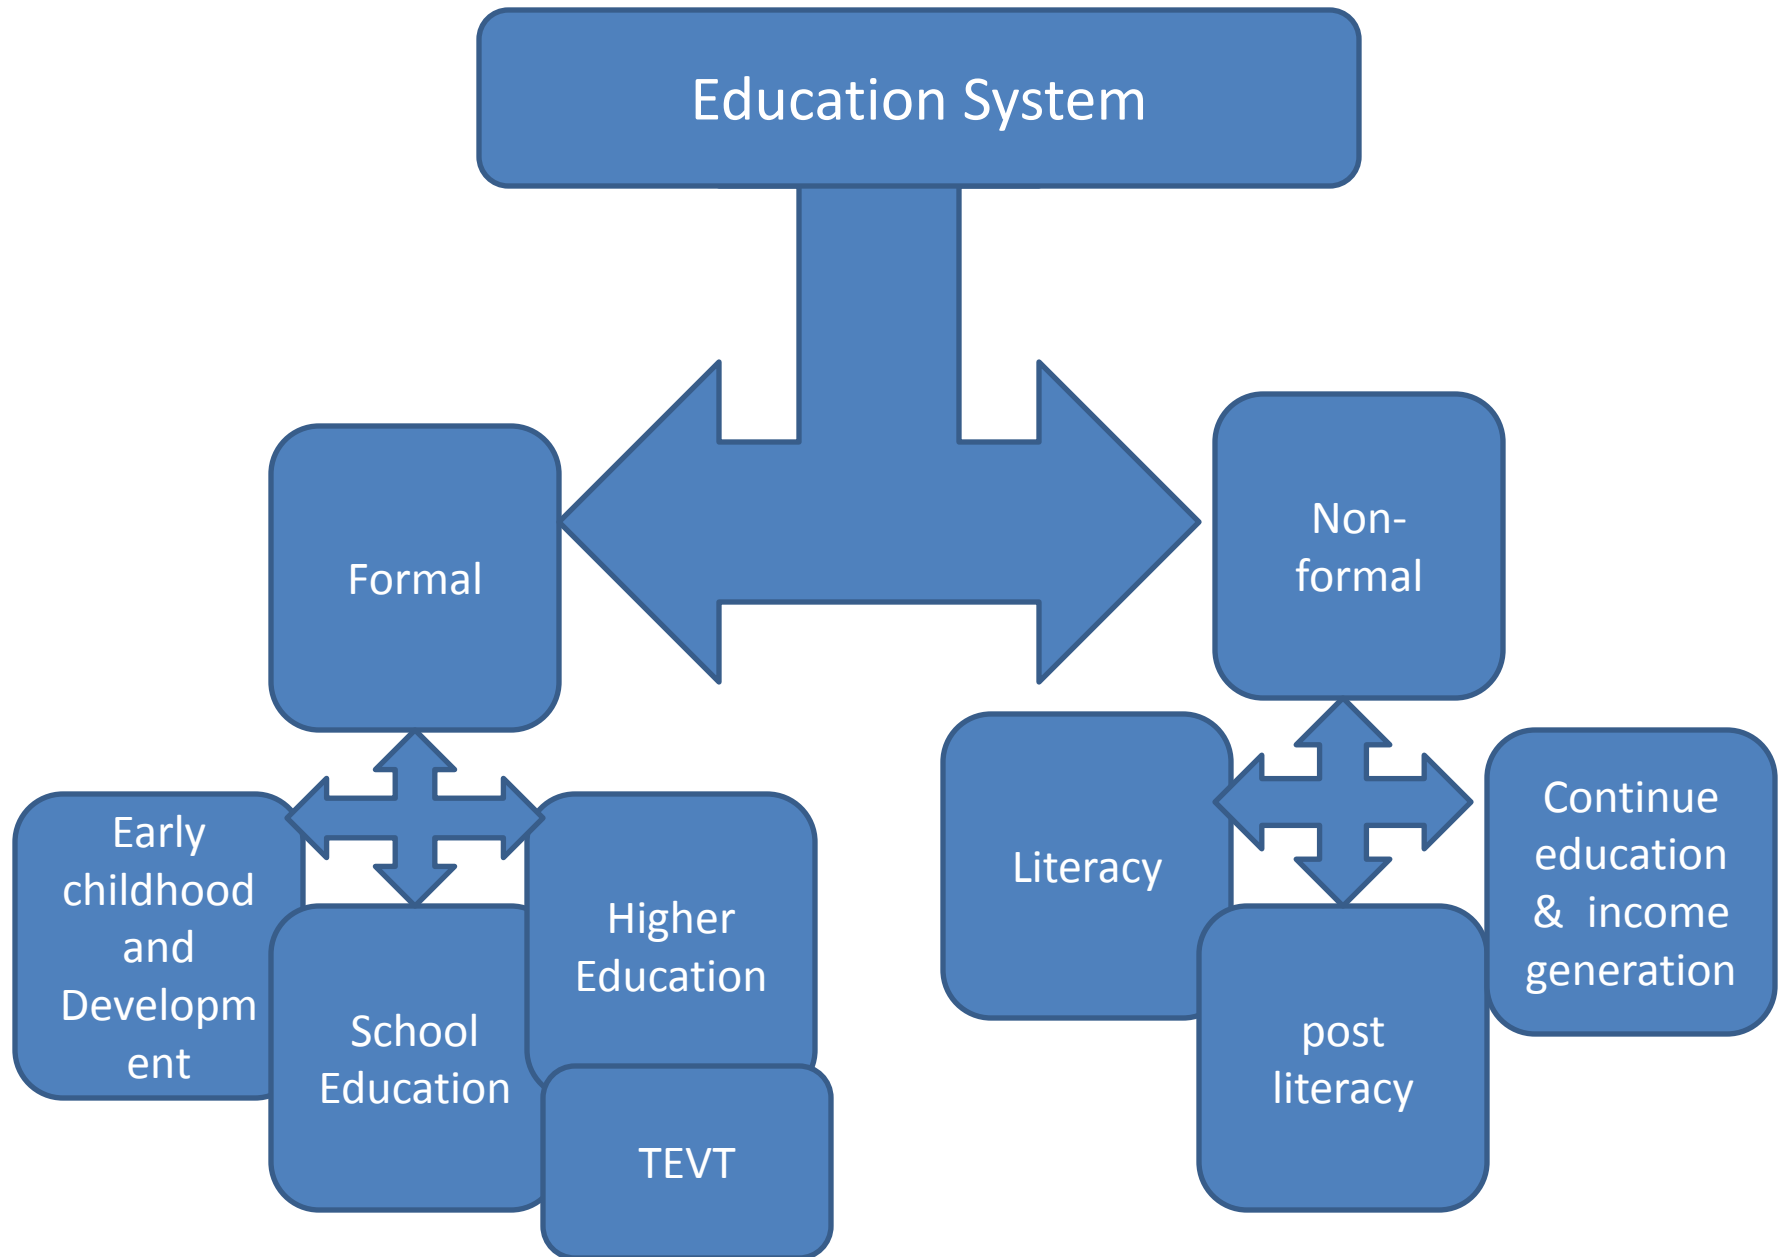 Education System
Formal
Non-
formal
Early
childhood
and
Developm
ent
School
Education
Higher
Education
TEVT
Literacy
post
literacy
Continue
education
& income
generation